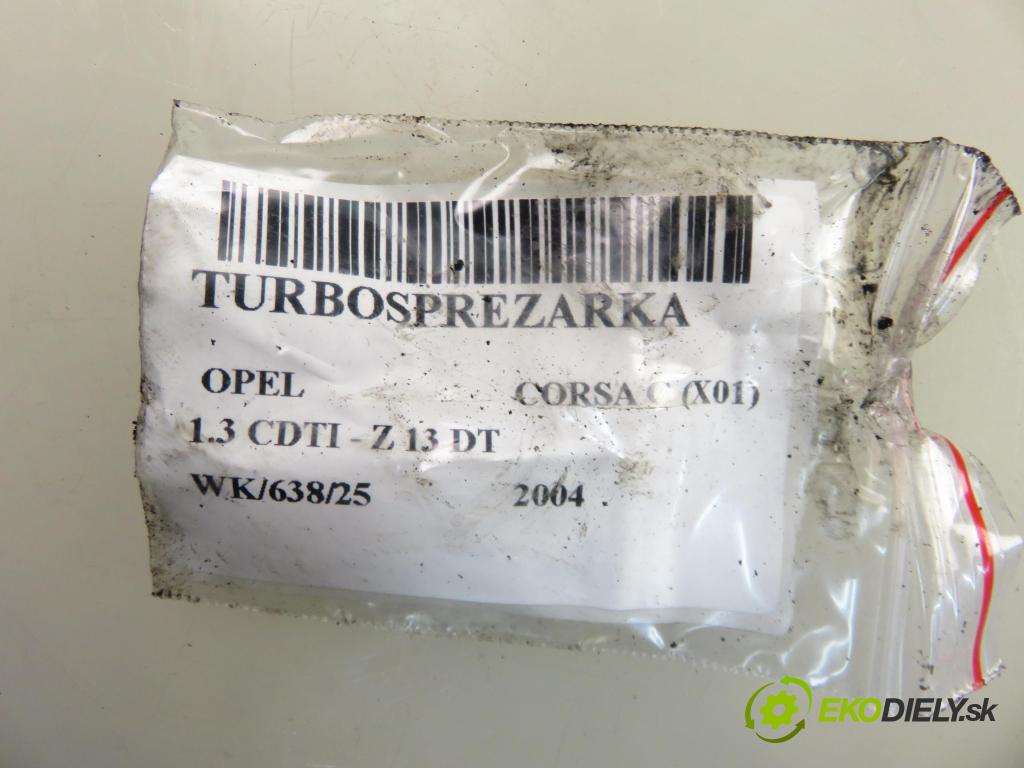 TURBOSPREZARKA
OPEL CORSA C (X01)
1.3 CDTI - Z 13 DT
WK/638/25 2004
EKODIELY.sk